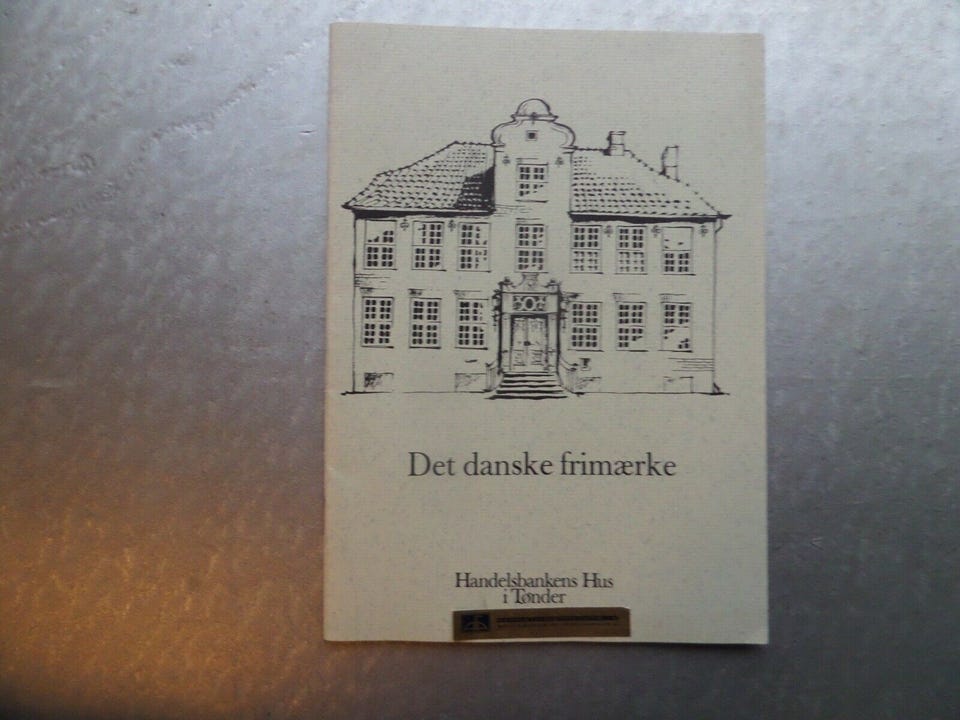 Det danske frimærke
Handelsbankens Hus
i Tønder